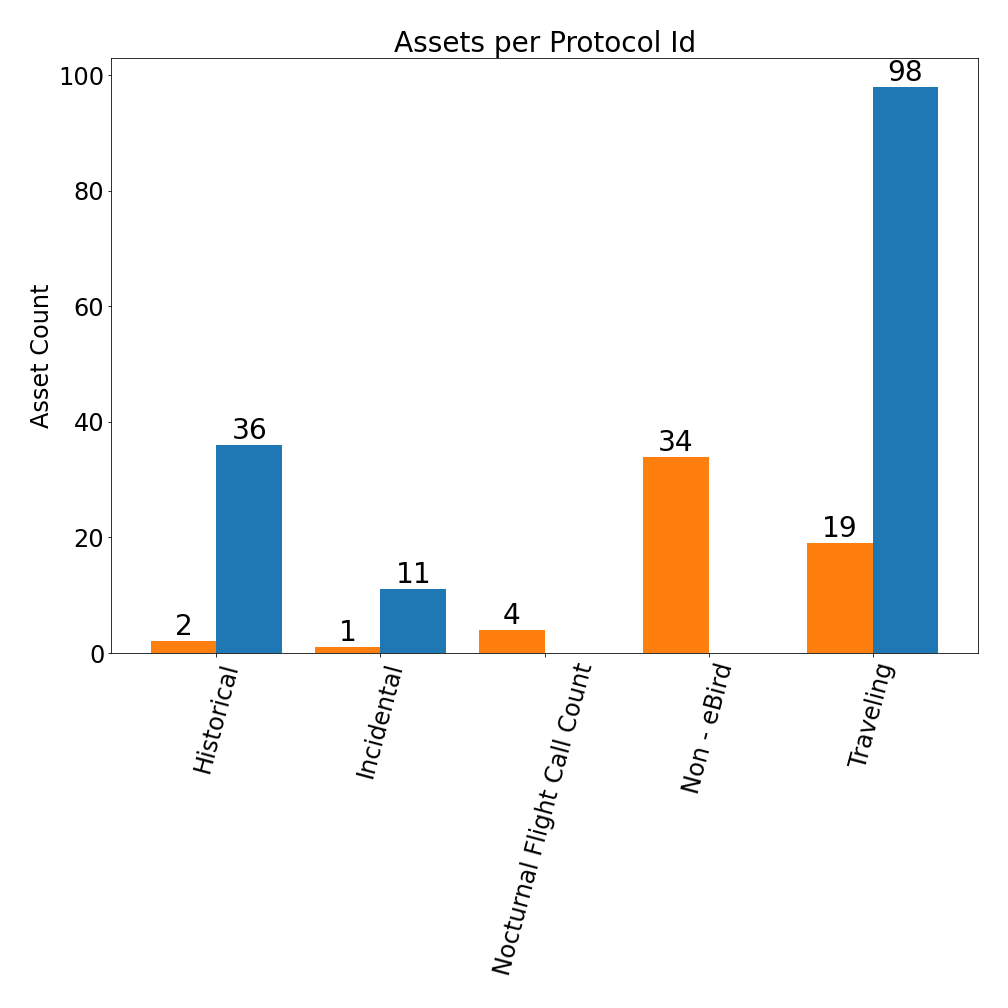 Assets per Protocol Id
Asset Count
100
80
60
40
20
0
2
36
1
11
4
34
19
98
Historical
Incidental
Nocturnal Flight Call Count
Non - eBird
Traveling